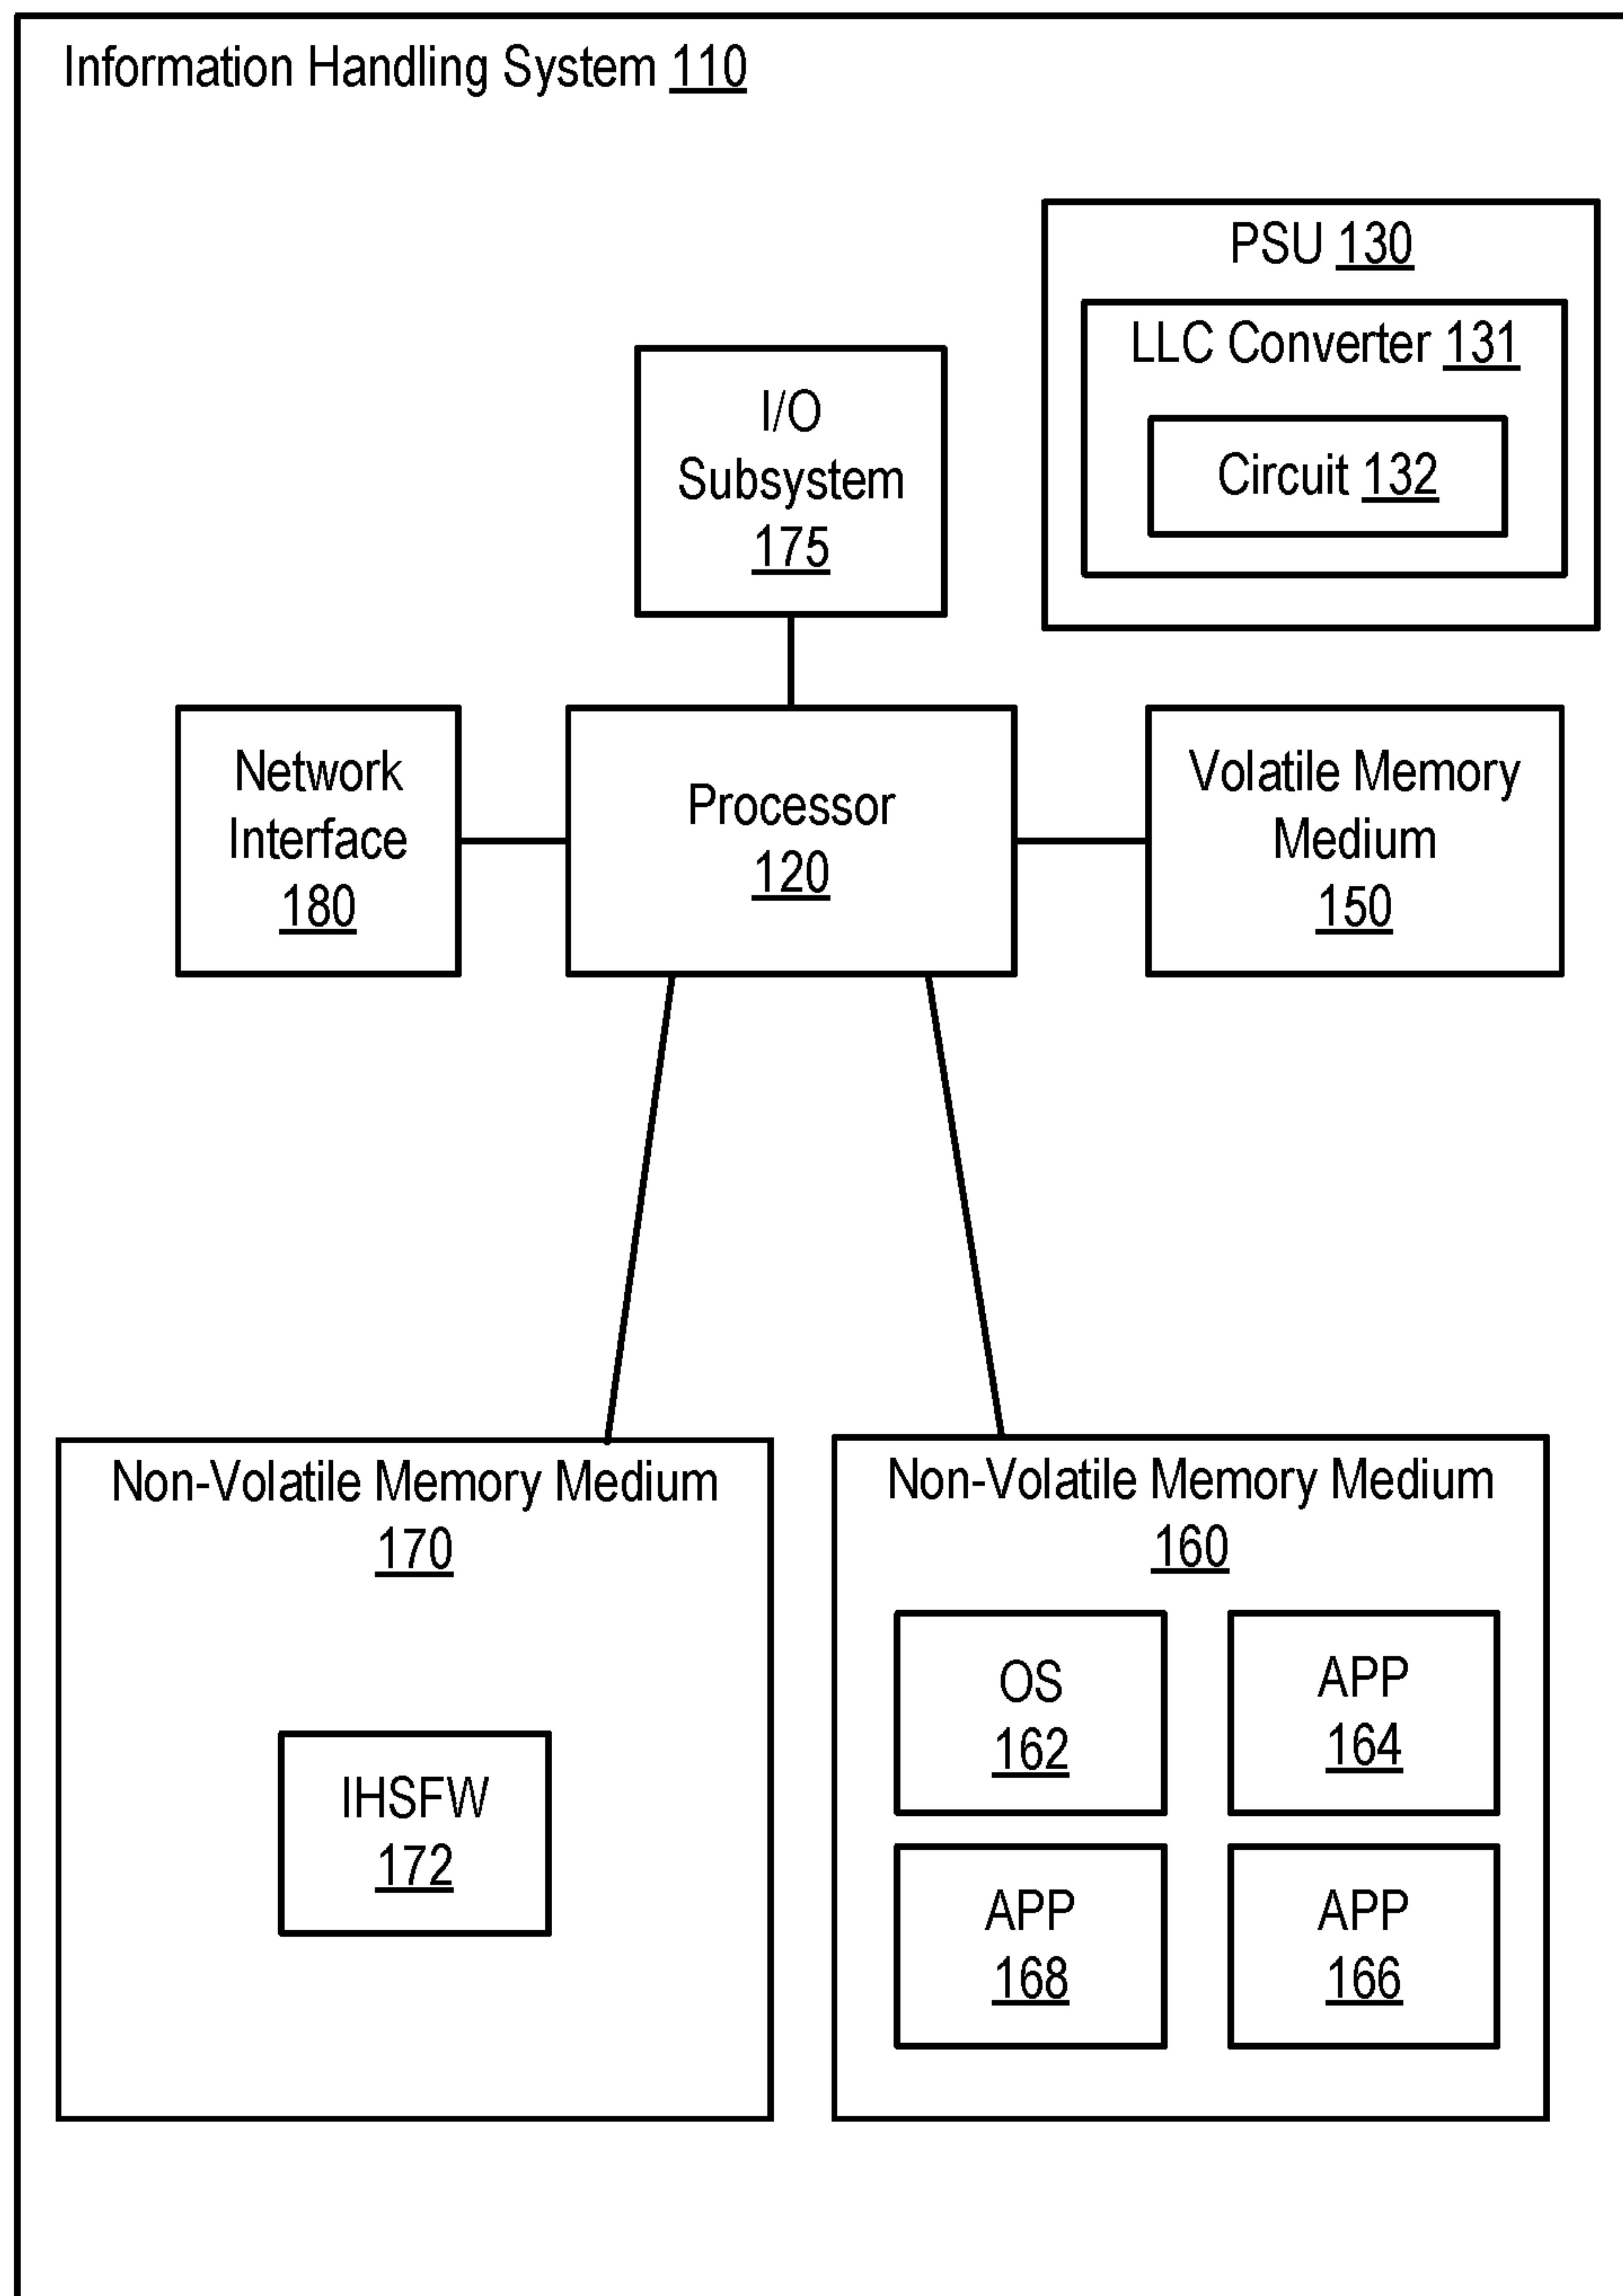 Information Handling System 110
PSU 130
LLC Converter 131
Circuit 132
I/O
Subsystem
175
Network
Interface
180
Processor
120
Volatile Memory
Medium
150
Non-Volatile Memory Medium
170
IHSFW
172
Non-Volatile Memory Medium
160
OS
162
APP
164
APP
168
APP
166